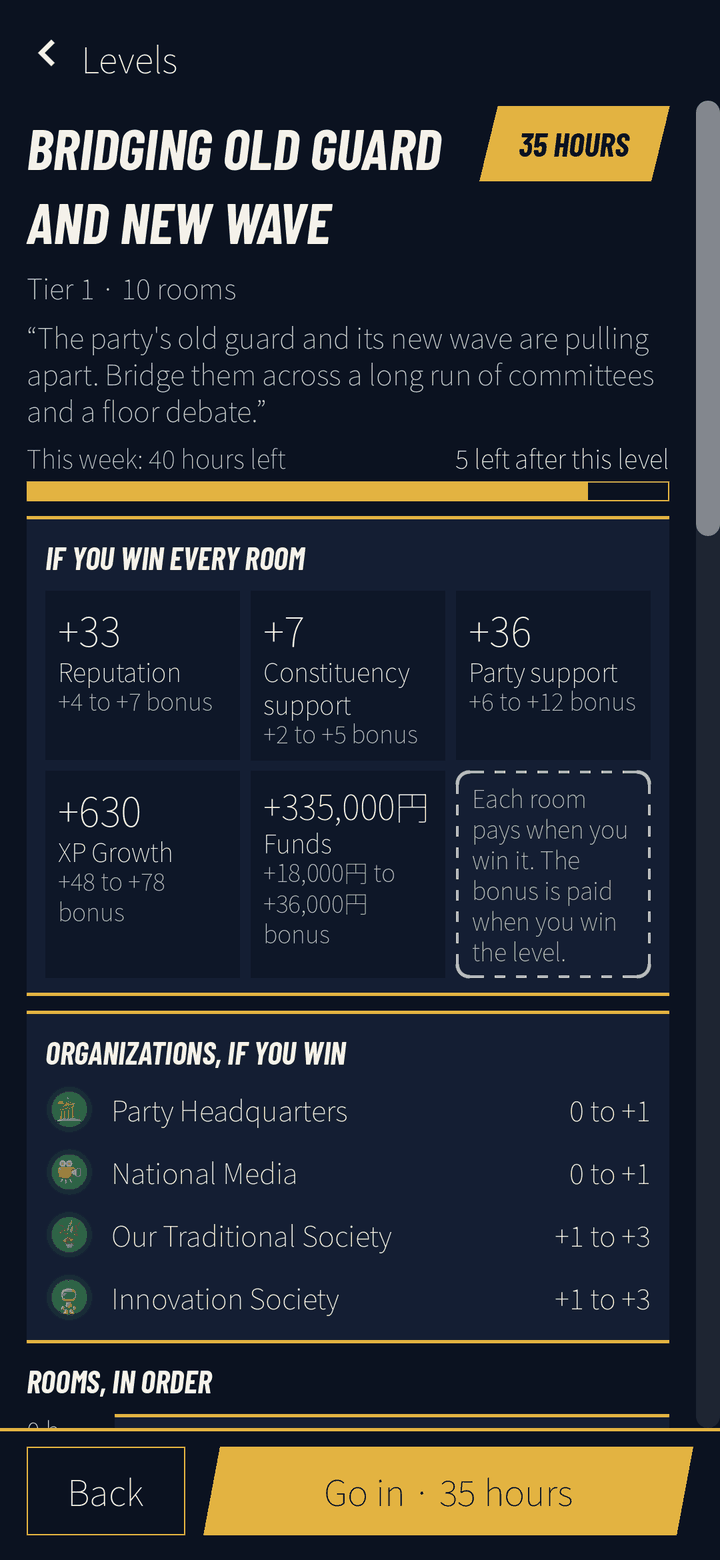 Levels
BRIDGING OLD GUARD
AND NEW WAVE
35 HOURS
Tier 1 · 10 rooms
“The party's old guard and its new wave are pulling
apart. Bridge them across a long run of committees
and a floor debate.”
This week: 40 hours left
5 left after this level
IF YOU WIN EVERY ROOM
+33
Reputation
+4 to +7 bonus
+7
Constituency
support
+2 to +5 bonus
+36
Party support
+6 to +12 bonus
+630
XP Growth
+48 to +78
bonus
+335,000円
Funds
+18,000円 to
+36,000円
bonus
Each room
pays when you
win it. The
bonus is paid
when you win
the level.
ORGANIZATIONS, IF YOU WIN
Party Headquarters 0 to +1
National Media 0 to +1
Our Traditional Society +1 to +3
Innovation Society +1 to +3
ROOMS, IN ORDER
Back
Go in · 35 hours